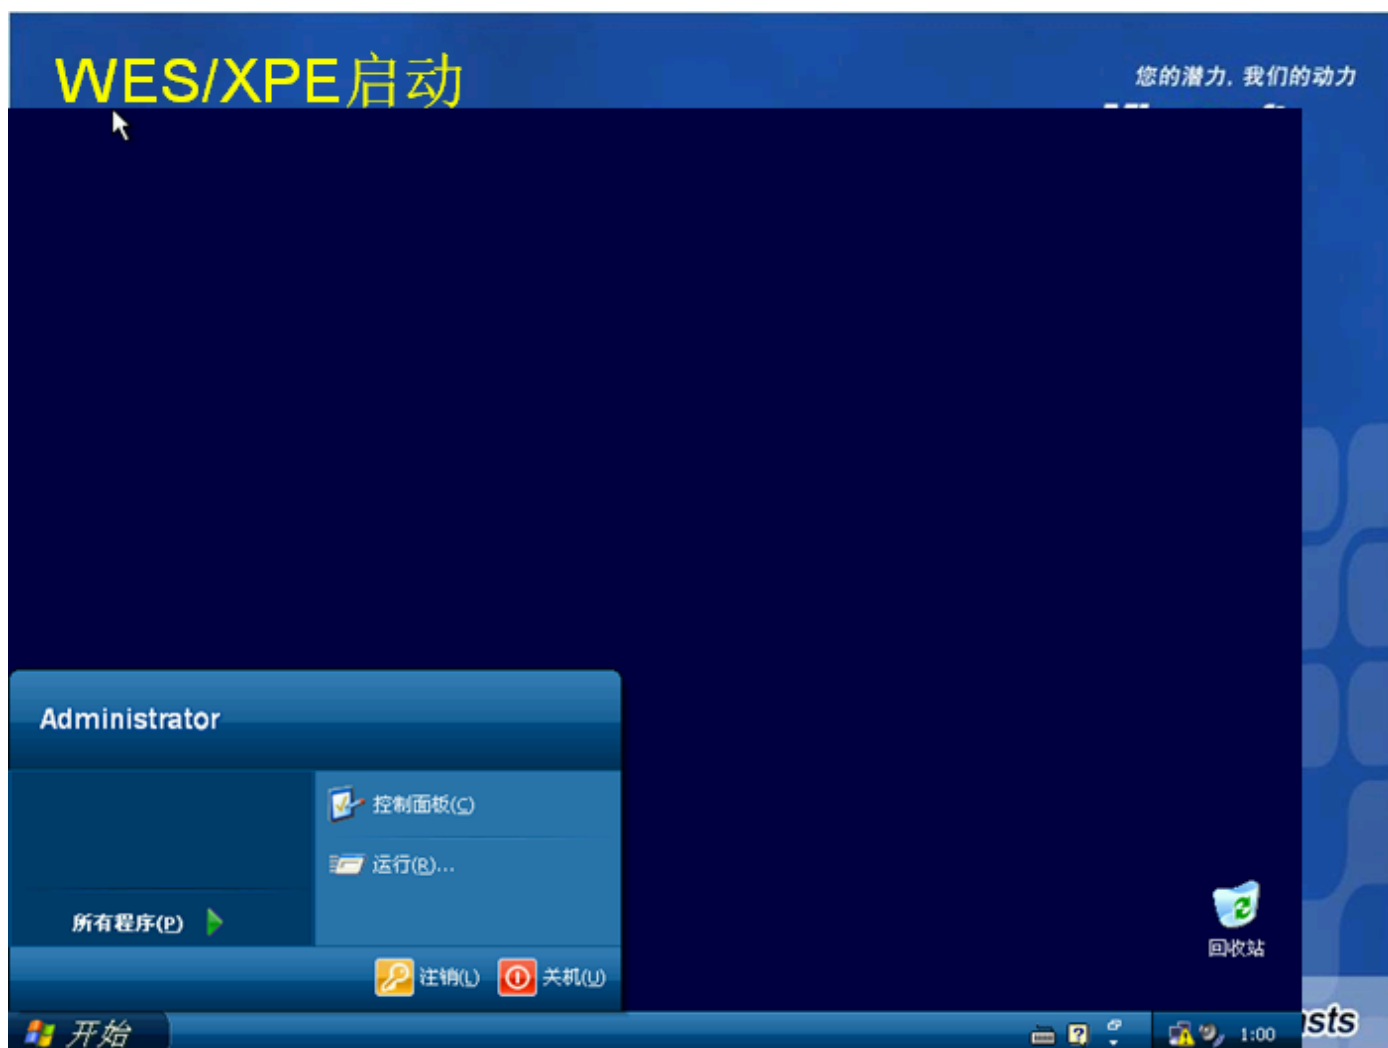 WES/XPE启动
您的潜力. 我们的动力
Administrator
控制面板(C)
运行(R)...
所有程序(P)
回收站
注销(L)
关机(U)
开始
1:00
sts